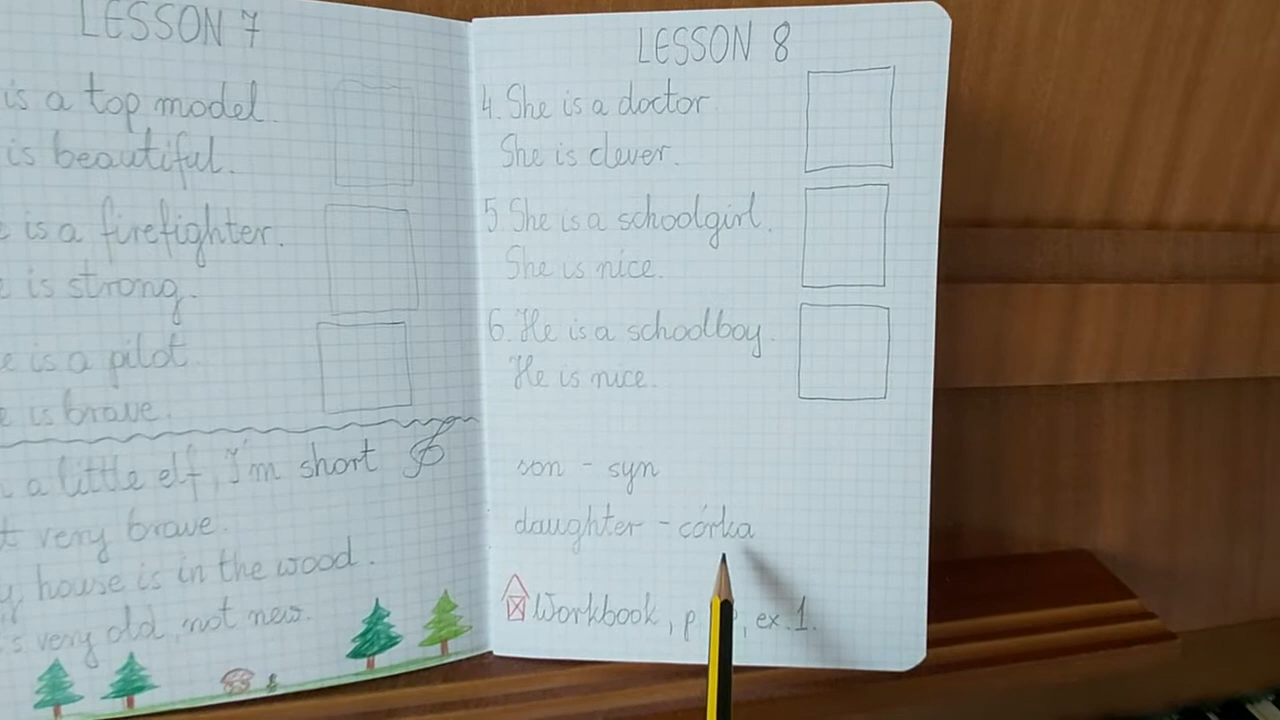 LESSON 7
is a top model.
is beautiful.
is a firefighter.
is strong.
is a pilot.
is brave.
a little elf, I'm short
very brave.
house is in the wood.
very old, not new.
LESSON 8
4. She is a doctor.
She is clever.
5 She is a schoolgirl.
She is nice.
6. He is a schoolboy.
He is nice.
son - syn
daughter - córka
Workbook, p. , ex. 1.